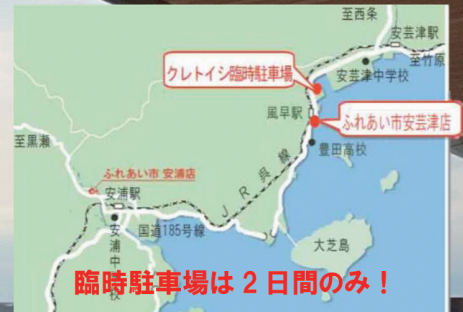 至西条
安芸津駅
至竹原
クレトイシ臨時駐車場
安芸津中学校
風早駅
ふれあい市安芸津店
至黒瀬
豊田高校
ふれあい市 安浦店
安浦駅
JR呉線
国道185号線
安浦中学校
大芝島
臨時駐車場は2日間のみ!